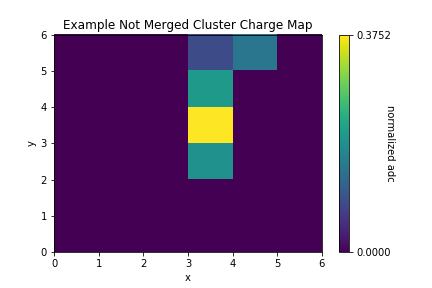 Example Not Merged Cluster Charge Map
6
5
4
3
2
1
0
y
0 1 2 3 4 5 6
x
0.3752
0.0000
normalized adc